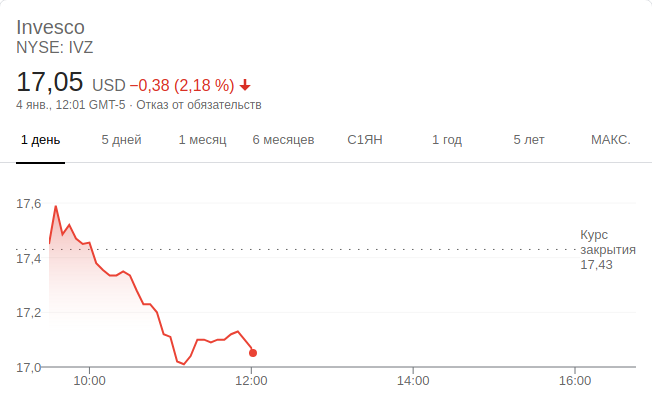 Invesco
NYSE: IVZ
17,05 USD −0,38 (2,18 %)
4 янв., 12:01 GMT-5 · Отказ от обязательств
1 день 5 дней 1 месяц 6 месяцев С1ЯН 1 год 5 лет МАКС.
17,6
Курс
закрытия
17,43
17,4
17,2
17,0
10:00 12:00 14:00 16:00